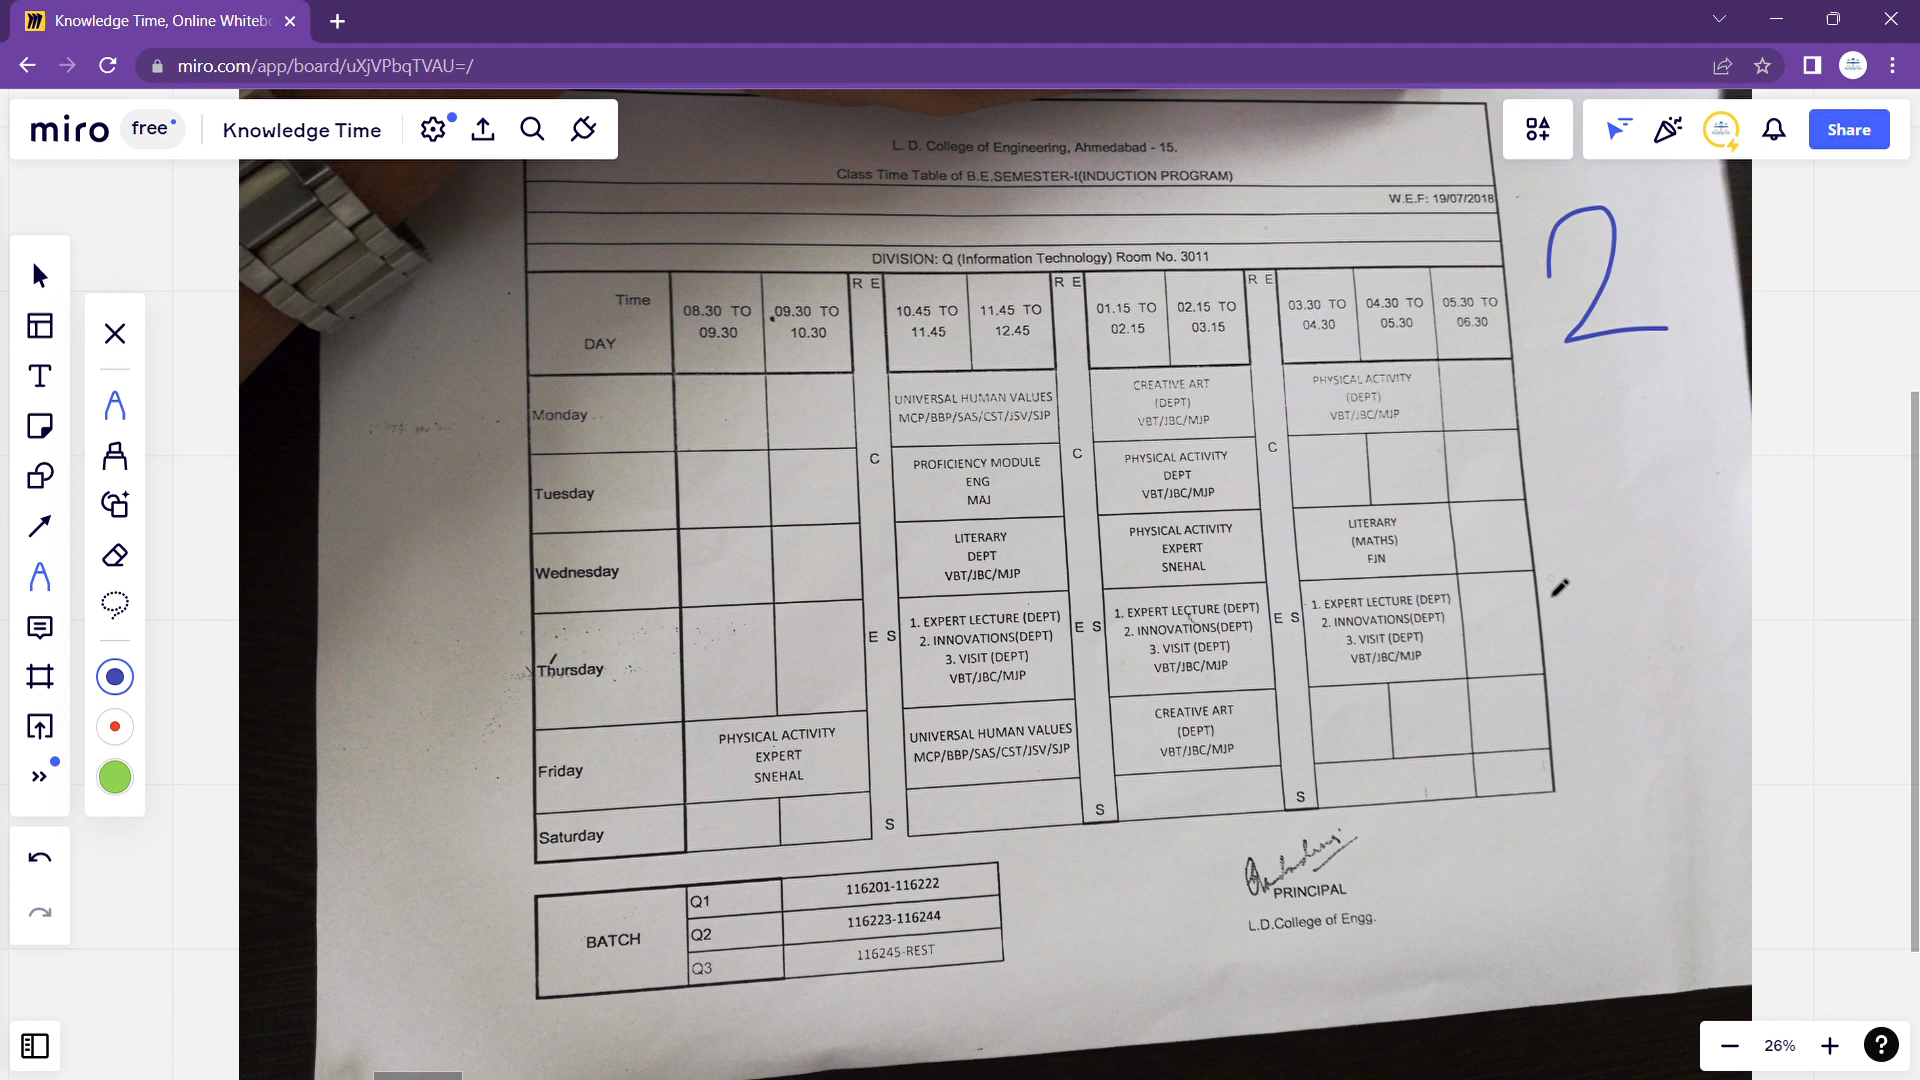 Knowledge Time, Online Whitebo
miro.com/app/board/uXjVPbqTVAU=/
miro free Knowledge Time
Share
L. D. College of Engineering, Ahmedabad - 15.
Class Time Table of B.E.SEMESTER-I(INDUCTION PROGRAM)
W.E.F: 19/07/2018
2
DIVISION: Q (Information Technology) Room No. 3011
Time
DAY
08.30 TO
09.30
09.30 TO
10.30
R E
10.45 TO
11.45
11.45 TO
12.45
R E
01.15 TO
02.15
02.15 TO
03.15
R E
03.30 TO
04.30
04.30 TO
05.30
05.30 TO
06.30
Monday
UNIVERSAL HUMAN VALUES
MCP/BBP/SAS/CST/JSV/SJP
CREATIVE ART
(DEPT)
VBT/JBC/MJP
PHYSICAL ACTIVITY
(DEPT)
VBT/JBC/MJP
Tuesday
C
PROFICIENCY MODULE
ENG
MAJ
C
PHYSICAL ACTIVITY
DEPT
VBT/JBC/MJP
C
Wednesday
LITERARY
DEPT
VBT/JBC/MJP
PHYSICAL ACTIVITY
EXPERT
SNEHAL
LITERARY
(MATHS)
FJN
Thursday
E S
1. EXPERT LECTURE (DEPT)
2. INNOVATIONS(DEPT)
3. VISIT (DEPT)
VBT/JBC/MJP
E S
1. EXPERT LECTURE (DEPT)
2. INNOVATIONS(DEPT)
3. VISIT (DEPT)
VBT/JBC/MJP
E S
1. EXPERT LECTURE (DEPT)
2. INNOVATIONS(DEPT)
3. VISIT (DEPT)
VBT/JBC/MJP
Friday
PHYSICAL ACTIVITY
EXPERT
SNEHAL
UNIVERSAL HUMAN VALUES
MCP/BBP/SAS/CST/JSV/SJP
CREATIVE ART
(DEPT)
VBT/JBC/MJP
Saturday
S
S
S
BATCH
Q1 116201-116222
Q2 116223-116244
Q3 116245-REST
PRINCIPAL
L.D.College of Engg.
26%